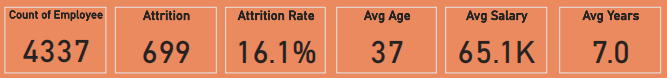 Count of Employee
4337
Attrition
699
Attrition Rate
16.1%
Avg Age
37
Avg Salary
65.1K
Avg Years
7.0